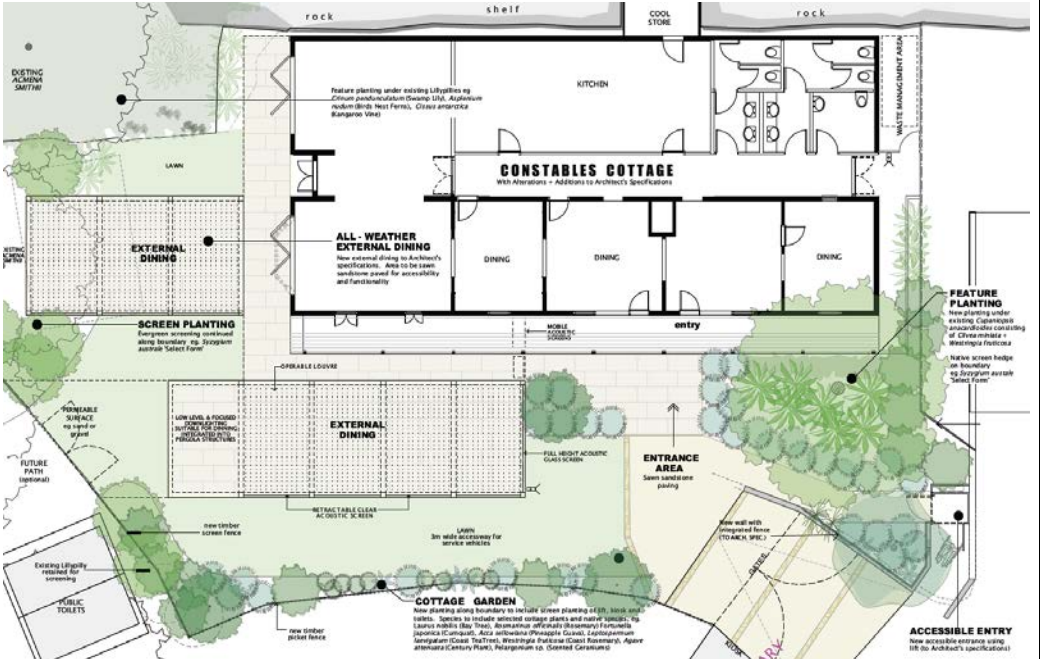 rock
shelf
rock
COOL
STORE
EXISTING
ACMENA
SMITHII
KITCHEN
WASTE MANAGEMENT AREA
Feature planting under existing Lillypillies eg
Crinum pendunculatum (Swamp Lily), Asplenium
nudum (Birds Nest Ferns), Cissus antarctica
(Kangaroo Vine)
LAWN
CONSTABLES COTTAGE
With Alterations + Additions to Architect's Specifications
EXISTING
ACMENA
SMITHII
EXTERNAL
DINING
ALL - WEATHER
EXTERNAL DINING
New external dining to Architect's
specifications. Area to be sawn
sandstone paved for accessibility
and functionality
DINING
DINING
DINING
FEATURE
PLANTING
New planting under
existing Cupaniopsis
anacardioides consisting
of Clivea miniata +
Westringia fruticosa
Native screen hedge
on boundary
eg Syzygium australe
'Select Form'
SCREEN PLANTING
Evergreen screening continued
along boundary eg. Syzygium
australe 'Select Form'
MOBILE
ACOUSTIC
SCREENS
entry
OPERABLE LOUVRE
PERMEABLE
SURFACE
eg sand or
gravel
LOW LEVEL & FOCUSED
DOWNLIGHTING
SUITABLE FOR DINNING
INTEGRATED INTO
PERGOLA STRUCTURES
EXTERNAL
DINING
FULL HEIGHT ACOUSTIC
GLASS SCREEN
ENTRANCE
AREA
Sawn sandstone
paving
FUTURE
PATH
(optional)
RETRACTABLE CLEAR
ACOUSTIC SCREEN
new timber
screen fence
LAWN
3m wide accessway for
service vehicles
New wall with
integrated fence
(TO ARCH. SPEC.)
GATES
Existing Lillypilly
retained for
screening
PUBLIC
TOILETS
new timber
picket fence
COTTAGE GARDEN
New planting along boundary to include screen planting of lift, kiosk and
toilets. Species to include selected cottage plants and native species, eg.
Laurus nobilis (Bay Tree), Rosmarinus officinalis (Rosemary) Fortunella
japonica (Cumquat), Acca sellowiana (Pineapple Guava), Leptospermum
laevigatum (Coast TeaTree), Westringia fruticosa (Coast Rosemary), Agave
attenuata (Century Plant), Pelargonium sp. (Scented Geraniums)
KIOSK
ACCESSIBLE ENTRY
New accessible entrance using
lift (to Architect's specifications)